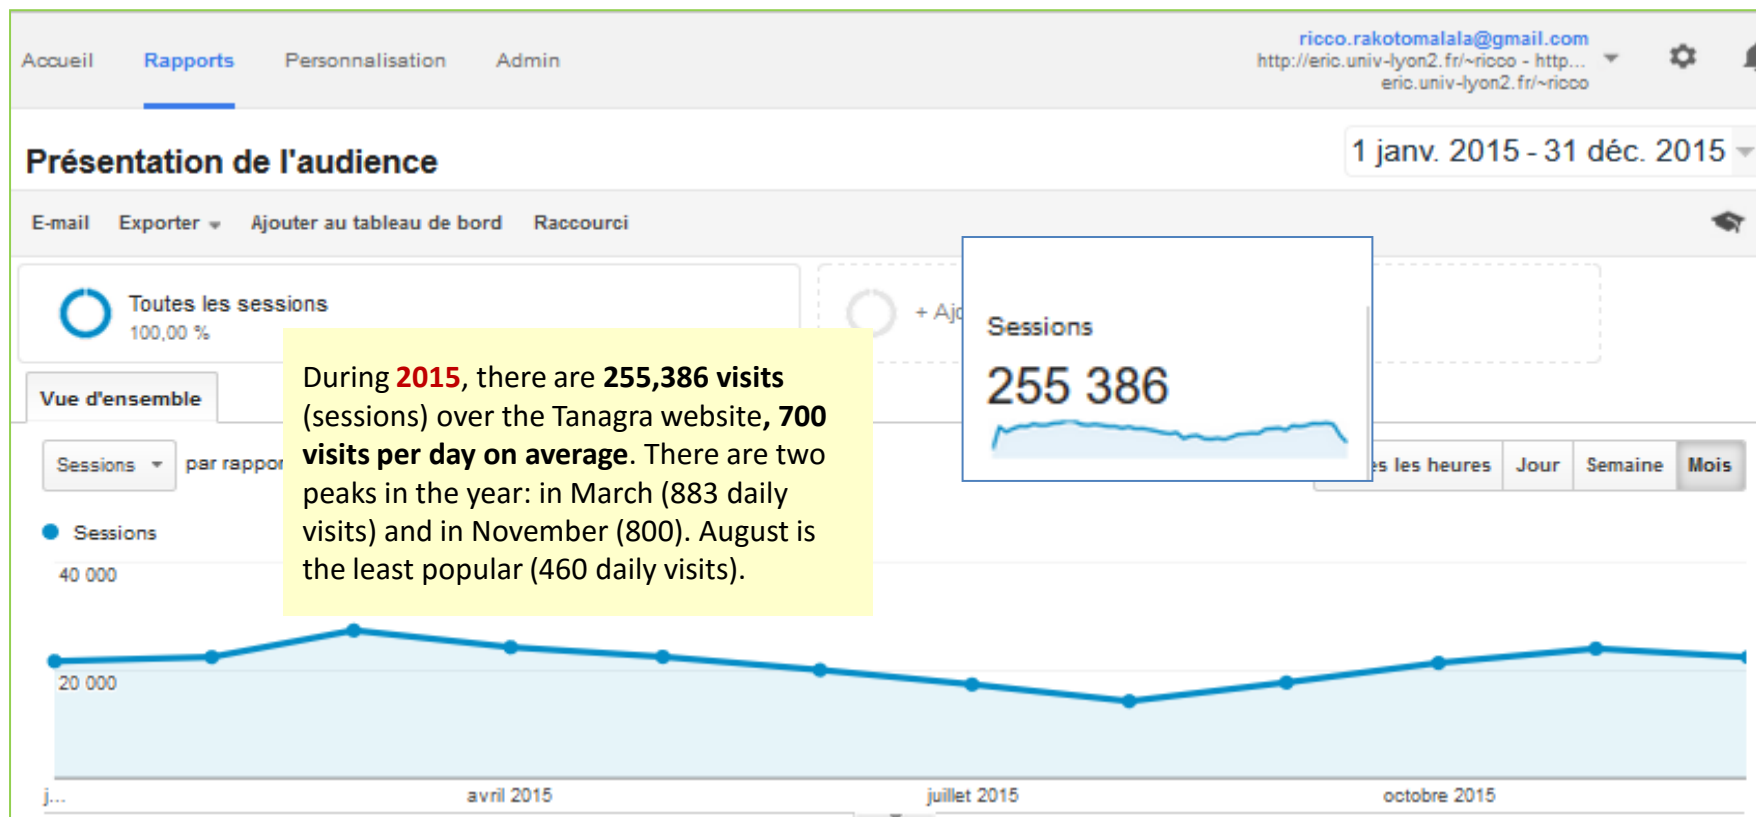 Accueil Rapports Personnalisation Admin
ricco.rakotomalala@gmail.com
http://eric.univ-lyon2.fr/~ricco - http...
eric.univ-lyon2.fr/~ricco
Présentation de l'audience
1 janv. 2015 - 31 déc. 2015
E-mail Exporter Ajouter au tableau de bord Raccourci
Toutes les sessions
100,00 %
+ Ajo
Sessions
255 386
During 2015, there are 255,386 visits
(sessions) over the Tanagra website, 700
visits per day on average. There are two
peaks in the year: in March (883 daily
visits) and in November (800). August is
the least popular (460 daily visits).
Vue d'ensemble
Sessions par rappor
es les heures Jour Semaine Mois
Sessions
40 000
20 000
j... avril 2015 juillet 2015 octobre 2015